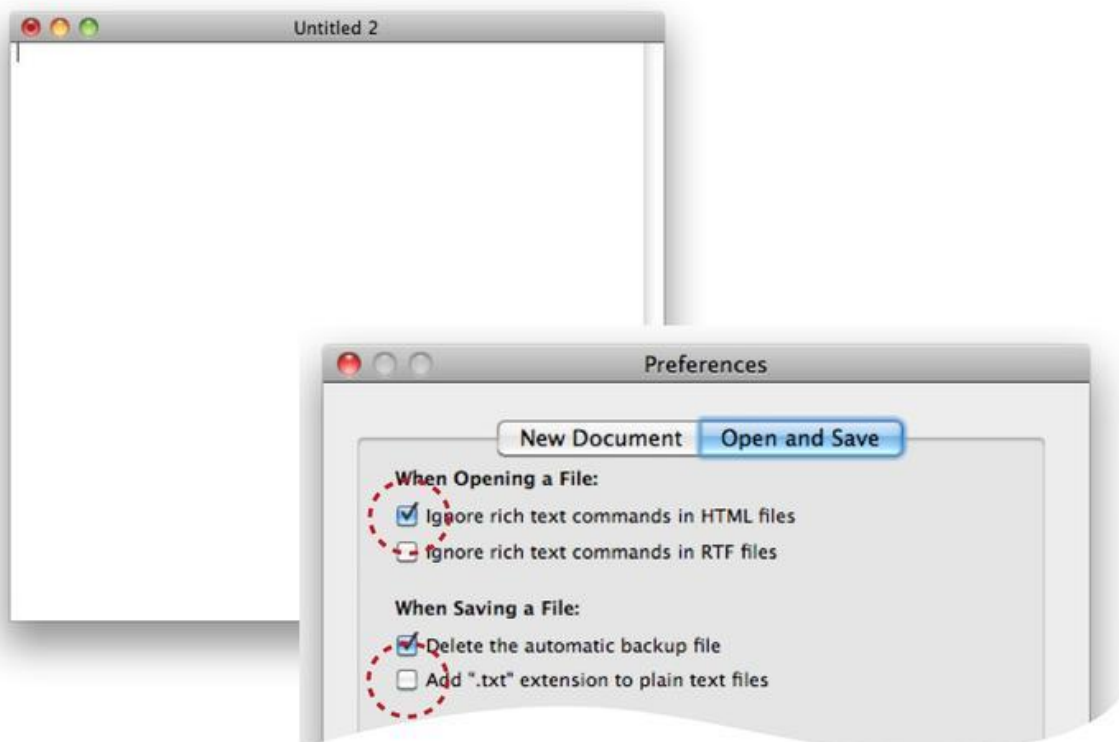 Untitled 2
Preferences
New Document Open and Save
When Opening a File:
Ignore rich text commands in HTML files
Ignore rich text commands in RTF files
When Saving a File:
Delete the automatic backup file
Add ".txt" extension to plain text files